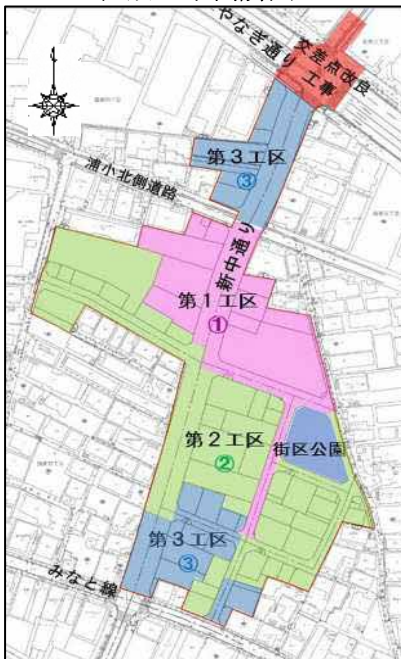 やなぎ通り
交差点改良
工事
第3工区
③
浦小北側道路
新中通り
第1工区
①
第2工区
②
街区公園
第3工区
③
みなと線